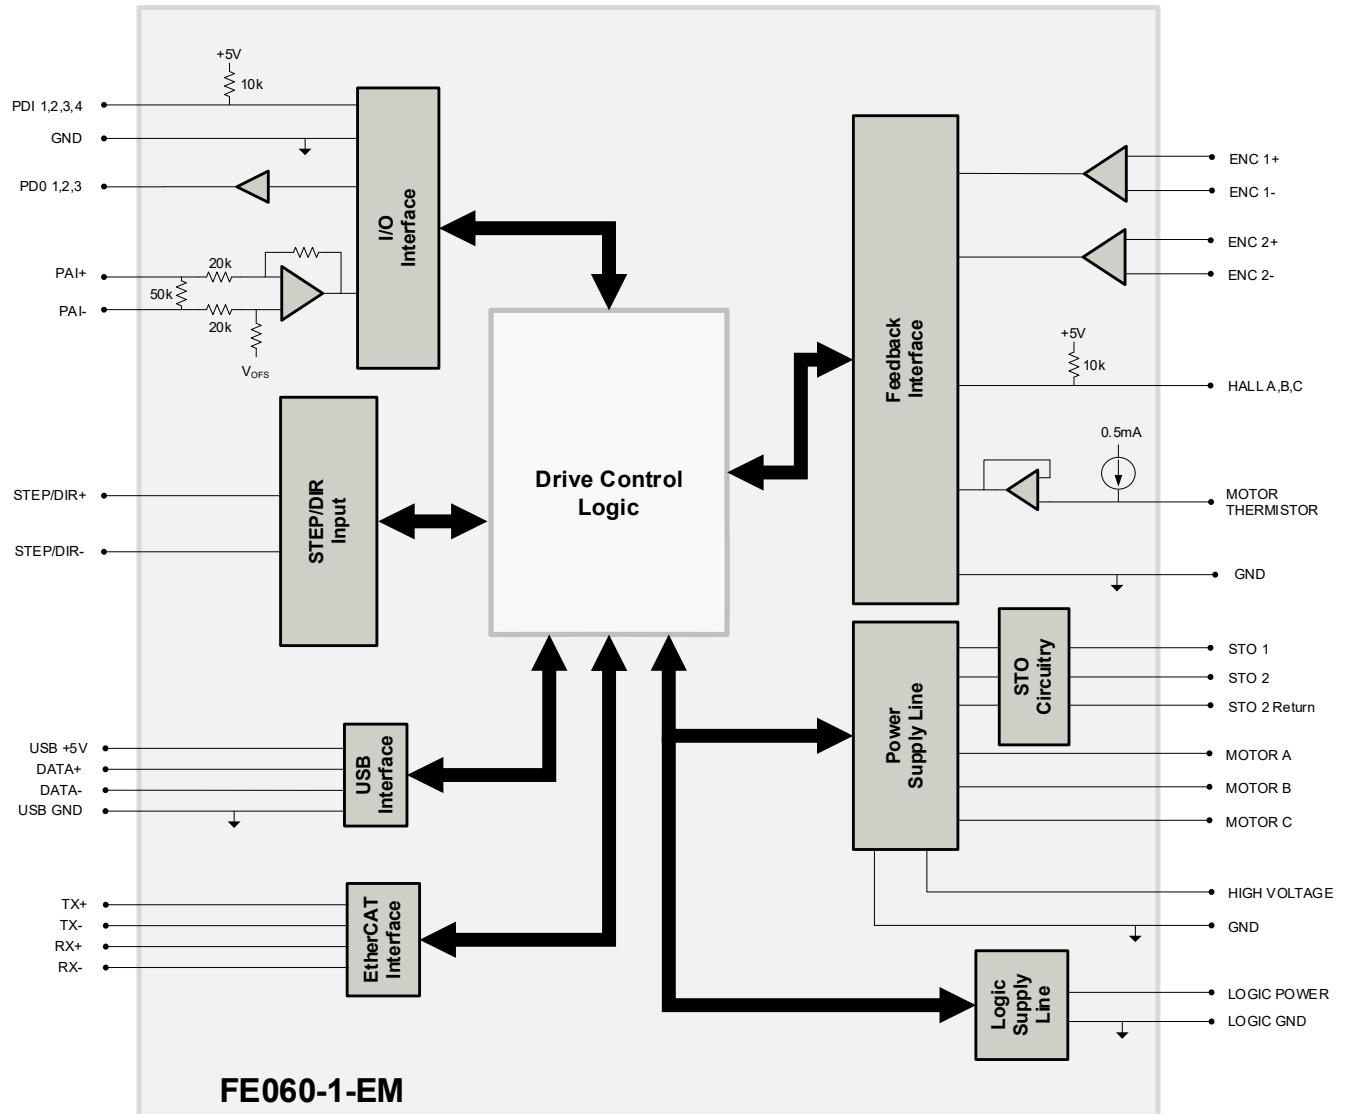 +5V
10k
PDI 1,2,3,4
GND
PD0 1,2,3
PAI+
20k
50k
PAI-
20k
VOFS
I/O
Interface
STEP/DIR+
STEP/DIR-
STEP/DIR
Input
USB +5V
DATA+
DATA-
USB GND
USB
Interface
TX+
TX-
RX+
RX-
EtherCAT
Interface
Drive Control
Logic
Feedback
Interface
ENC 1+
ENC 1-
ENC 2+
ENC 2-
+5V
10k
HALL A,B,C
0.5mA
MOTOR
THERMISTOR
GND
Power
Supply Line
STO
Circuitry
STO 1
STO 2
STO 2 Return
MOTOR A
MOTOR B
MOTOR C
HIGH VOLTAGE
GND
Logic
Supply
Line
LOGIC POWER
LOGIC GND
FE060-1-EM